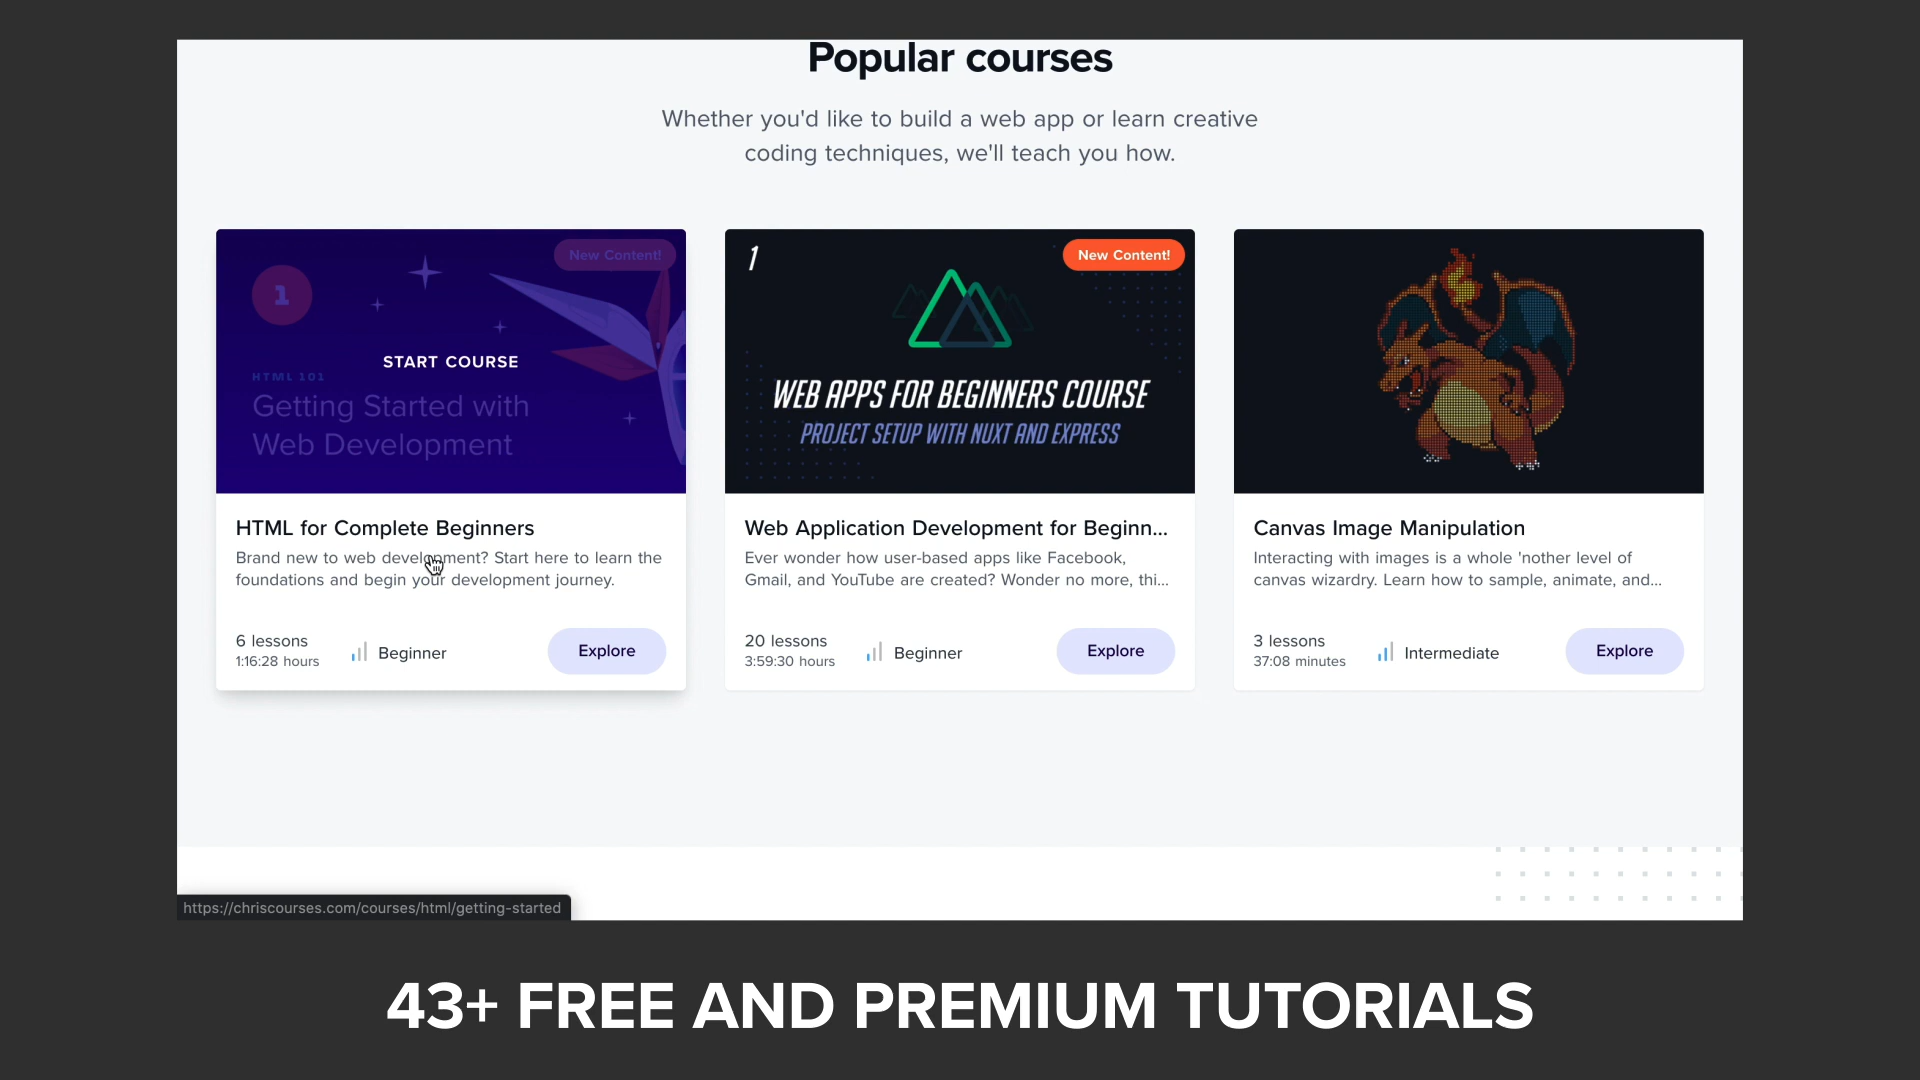 Popular courses
Whether you'd like to build a web app or learn creative
coding techniques, we'll teach you how.
New Content!
1
START COURSE
HTML 101
Getting Started with
Web Development
HTML for Complete Beginners
Brand new to web development? Start here to learn the
foundations and begin your development journey.
6 lessons
1:16:28 hours
Beginner
Explore
1
New Content!
WEB APPS FOR BEGINNERS COURSE
PROJECT SETUP WITH NUXT AND EXPRESS
Web Application Development for Beginn...
Ever wonder how user-based apps like Facebook,
Gmail, and YouTube are created? Wonder no more, thi...
20 lessons
3:59:30 hours
Beginner
Explore
Canvas Image Manipulation
Interacting with images is a whole 'nother level of
canvas wizardry. Learn how to sample, animate, and...
3 lessons
37:08 minutes
Intermediate
Explore
https://chriscourses.com/courses/html/getting-started
43+ FREE AND PREMIUM TUTORIALS